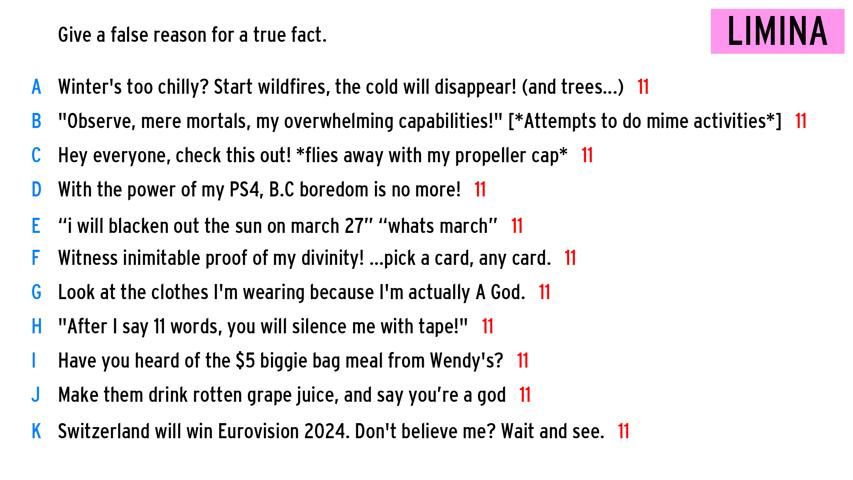 Give a false reason for a true fact.
LIMINA
A Winter's too chilly? Start wildfires, the cold will disappear! (and trees...) 11
B "Observe, mere mortals, my overwhelming capabilities!" [*Attempts to do mime activities*] 11
C Hey everyone, check this out! *flies away with my propeller cap* 11
D With the power of my PS4, B.C boredom is no more! 11
E “i will blacken out the sun on march 27” “whats march” 11
F Witness inimitable proof of my divinity! ...pick a card, any card. 11
G Look at the clothes I'm wearing because I'm actually A God. 11
H "After I say 11 words, you will silence me with tape!" 11
I Have you heard of the $5 biggie bag meal from Wendy's? 11
J Make them drink rotten grape juice, and say you’re a god 11
K Switzerland will win Eurovision 2024. Don't believe me? Wait and see. 11